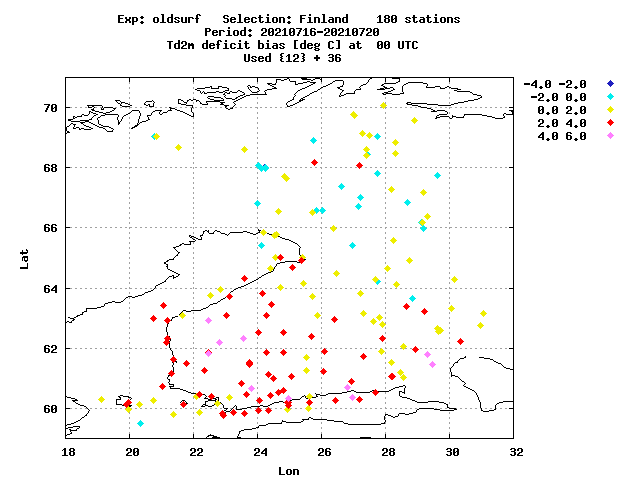 Exp: oldsurf   Selection: Finland    180 stations
Period: 20210716-20210720
Td2m deficit bias [deg C] at  00 UTC
Used {12} + 36
-4.0 -2.0
-2.0 0.0
0.0 2.0
2.0 4.0
4.0 6.0
70
68
66
64
62
60
Lat
18 20 22 24 26 28 30 32
Lon